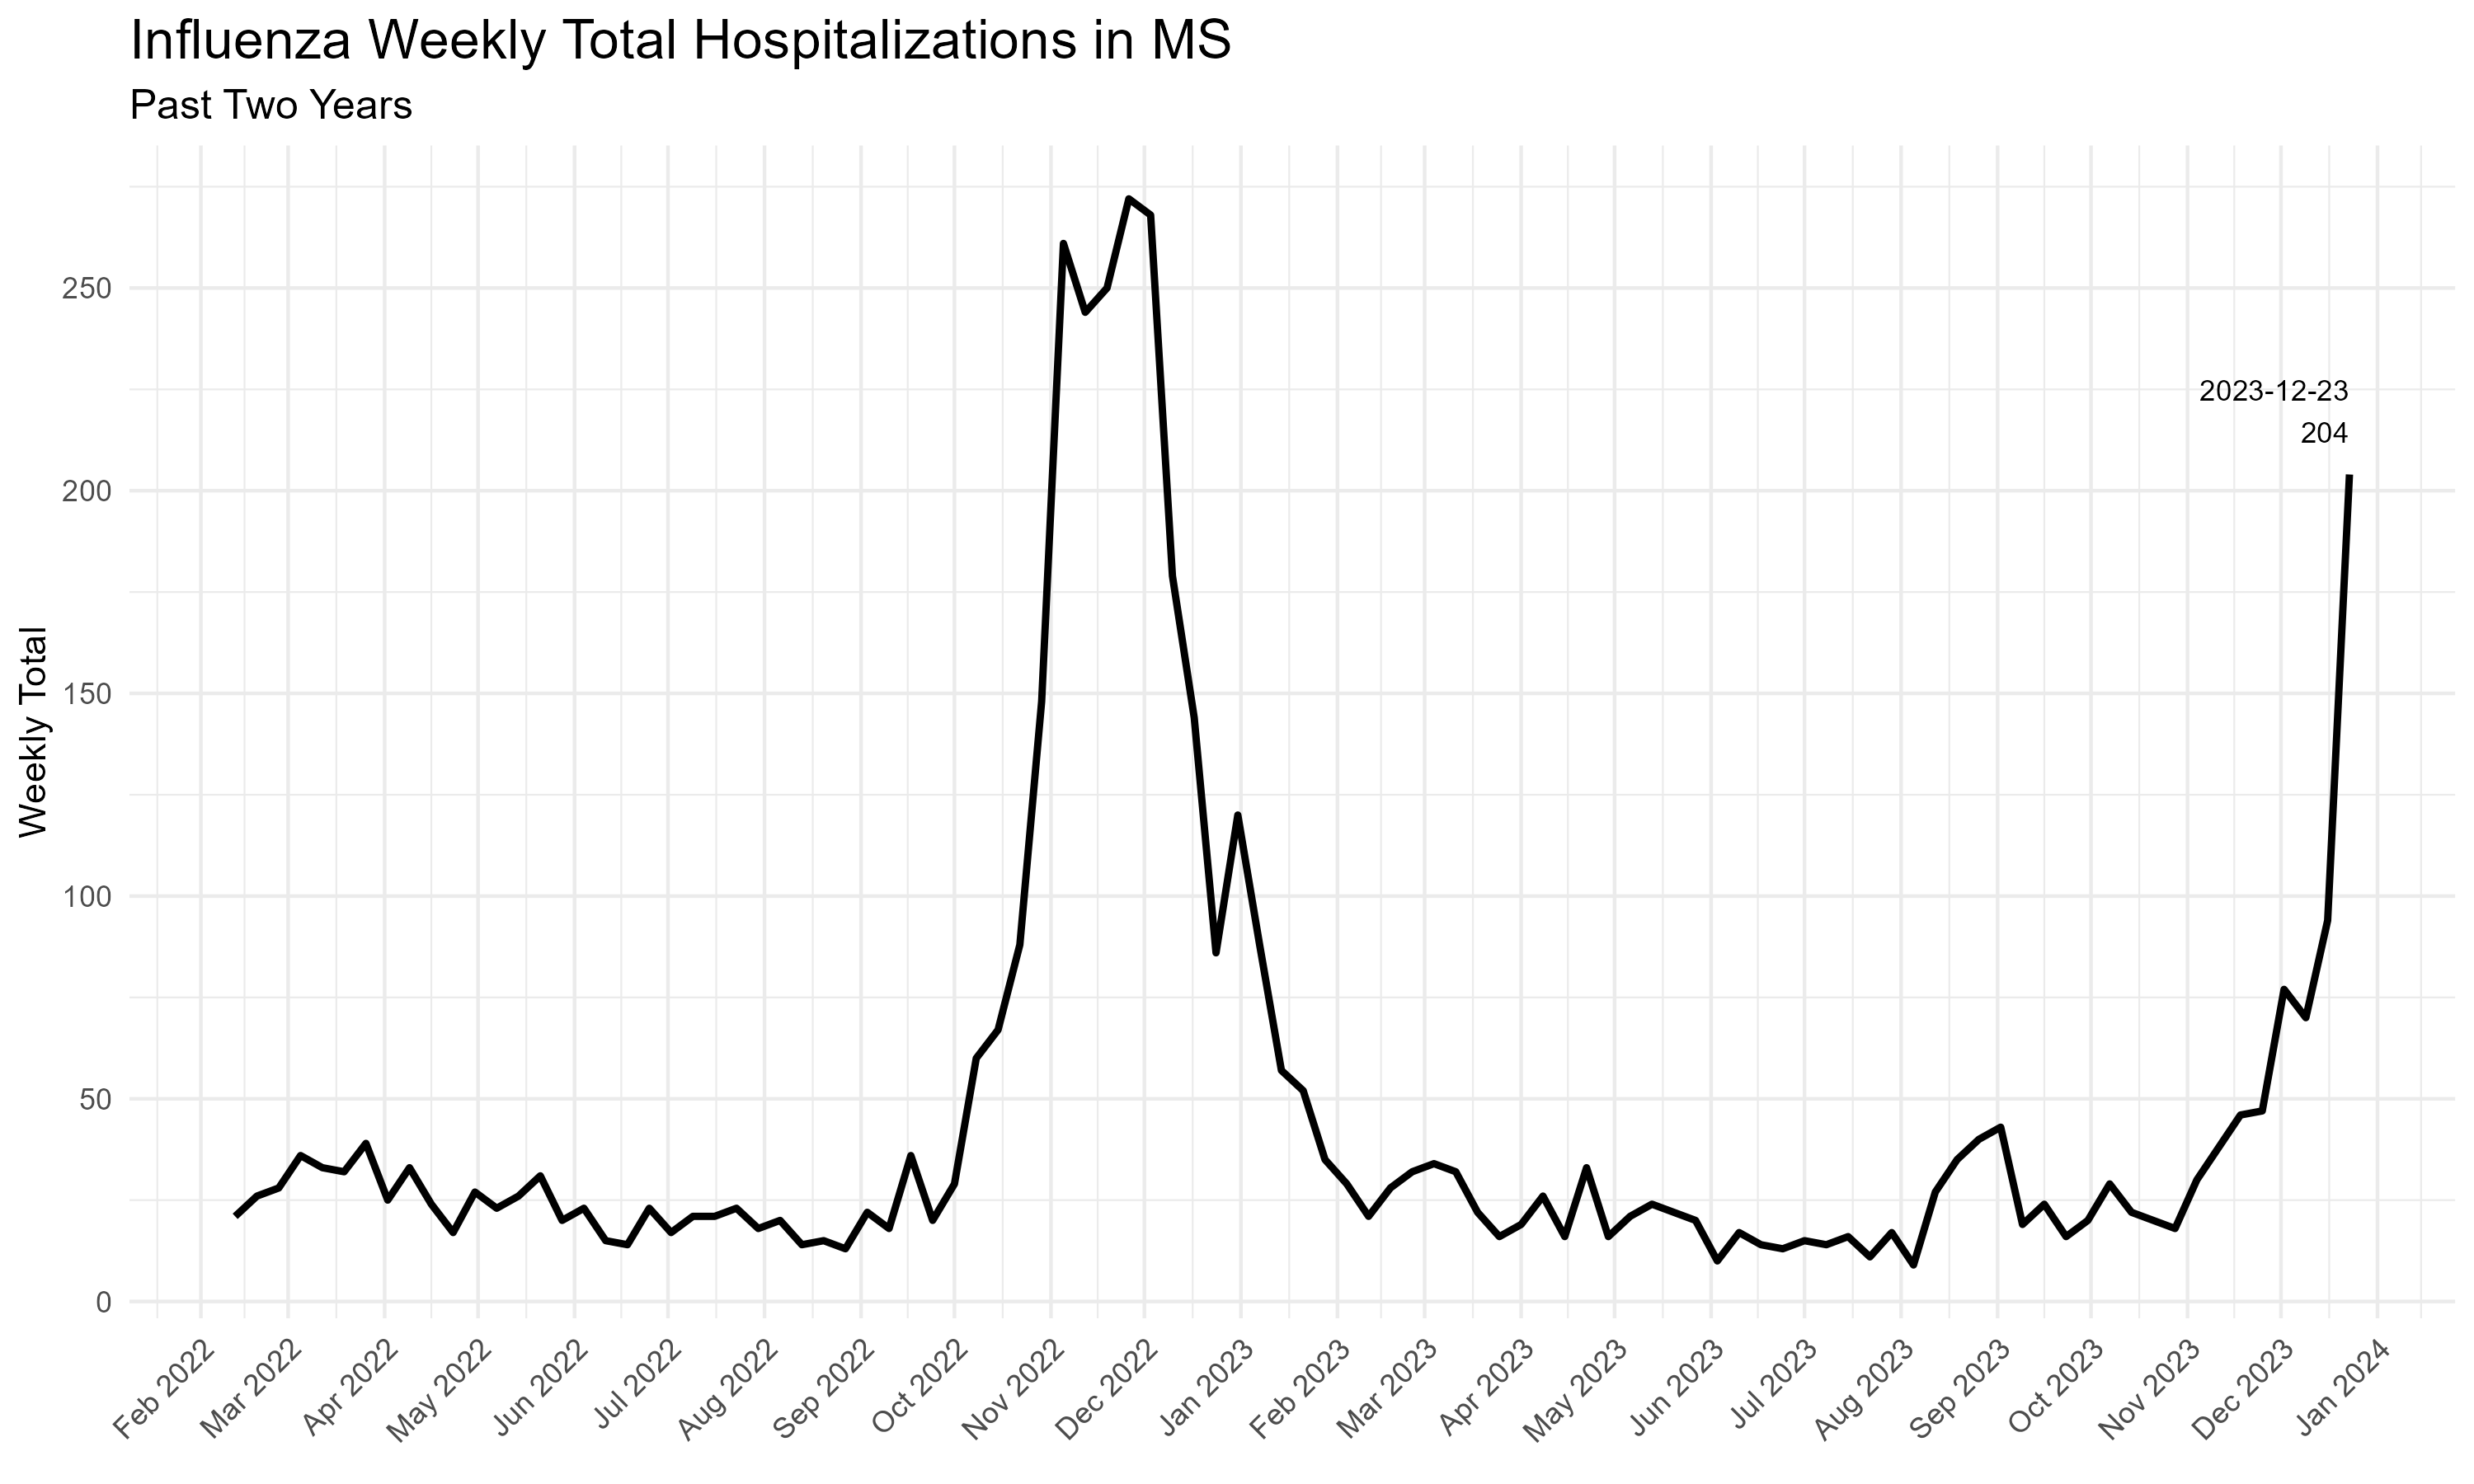 Influenza Weekly Total Hospitalizations in MS
Past Two Years
Weekly Total
250
200
150
100
50
0
2023-12-23
204
Feb 2022
Mar 2022
Apr 2022
May 2022
Jun 2022
Jul 2022
Aug 2022
Sep 2022
Oct 2022
Nov 2022
Dec 2022
Jan 2023
Feb 2023
Mar 2023
Apr 2023
May 2023
Jun 2023
Jul 2023
Aug 2023
Sep 2023
Oct 2023
Nov 2023
Dec 2023
Jan 2024